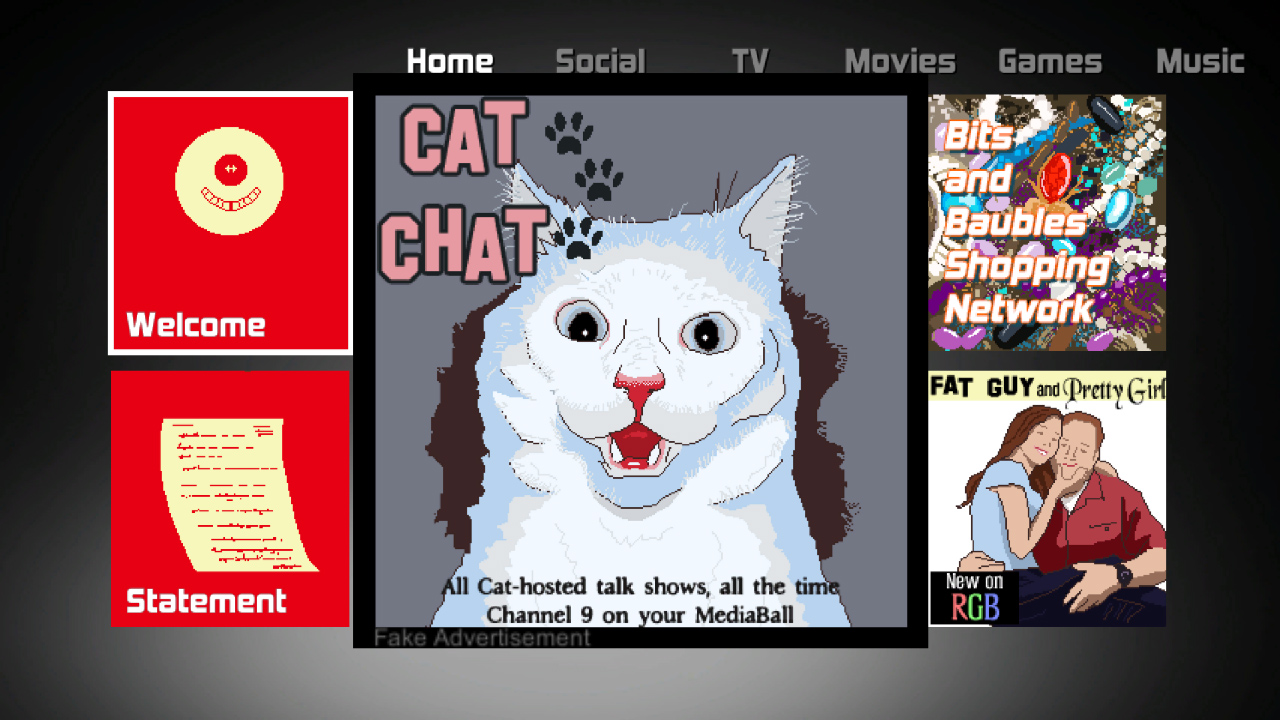 Home Social TV Movies Games Music
Welcome
Statement
CAT
CHAT
All Cat-hosted talk shows, all the time
Channel 9 on your MediaBall
Fake Advertisement
Bits
and
Baubles
Shopping
Network
FAT GUY and Pretty Girl
New on
RGB